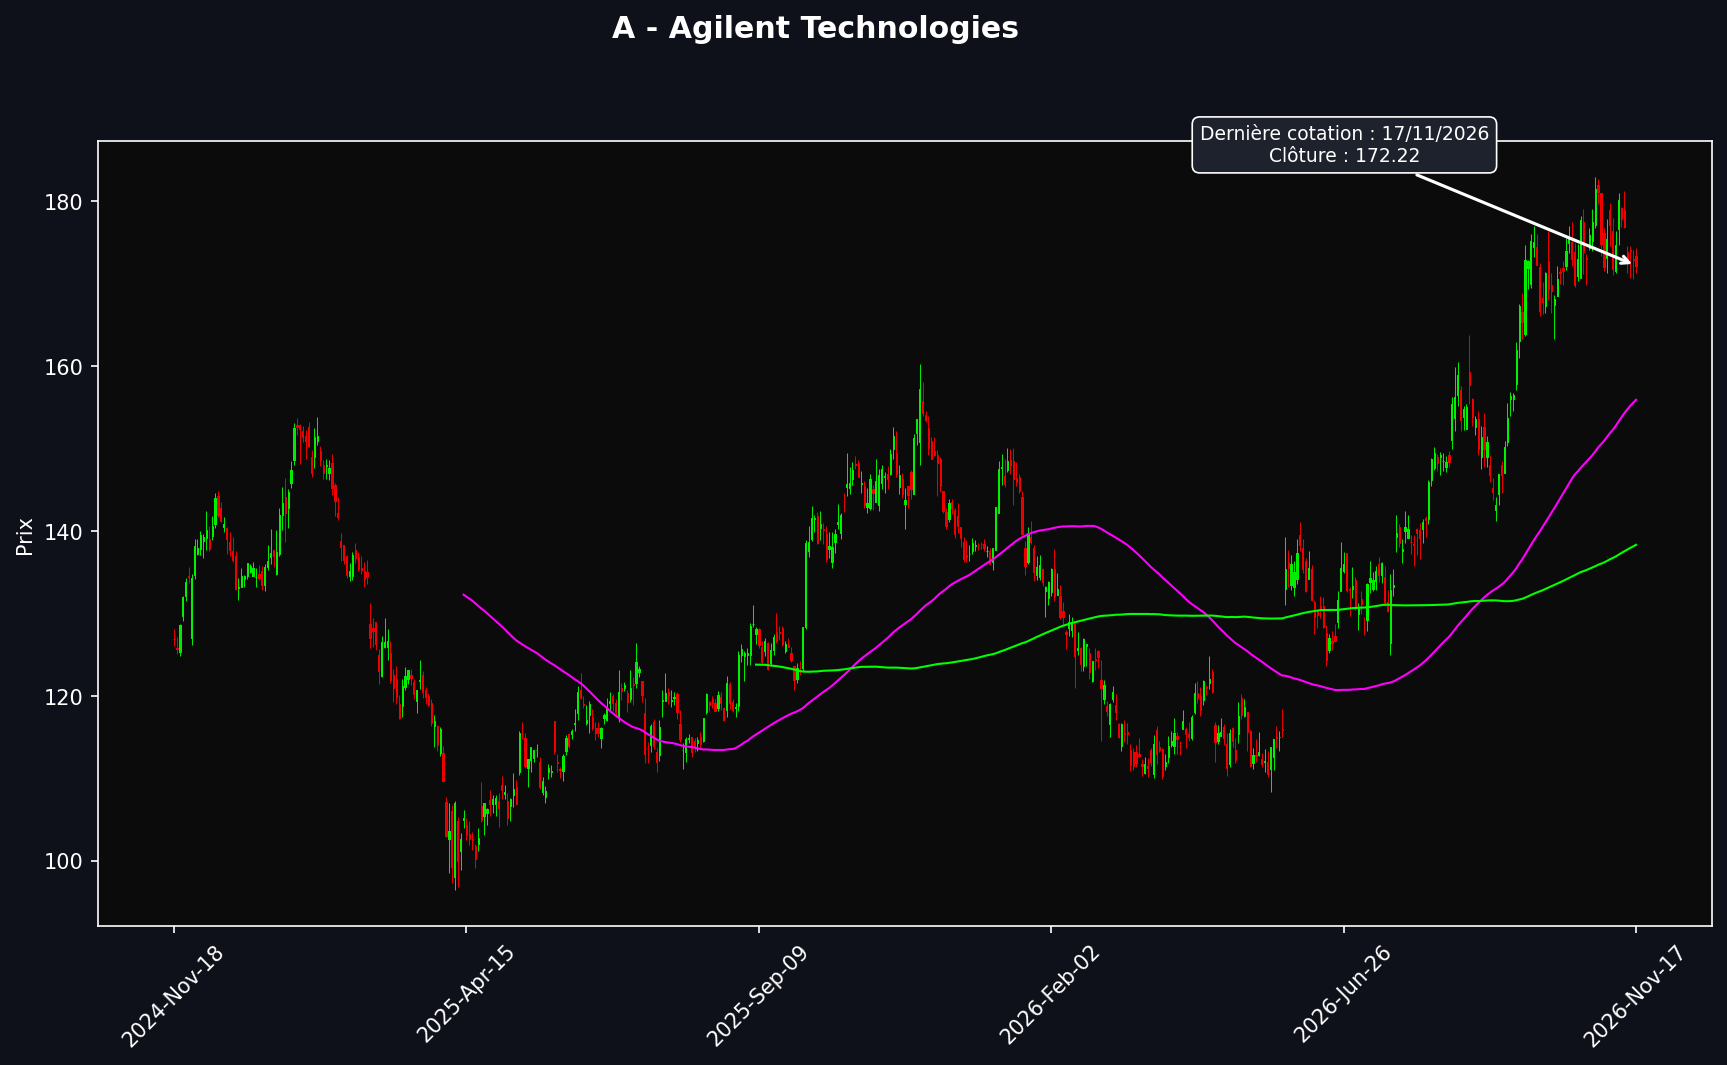 A - Agilent Technologies
Dernière cotation : 17/11/2026
Clôture : 172.22
180
160
140
120
100
Prix
2024-Nov-18
2025-Apr-15
2025-Sep-09
2026-Feb-02
2026-Jun-26
2026-Nov-17